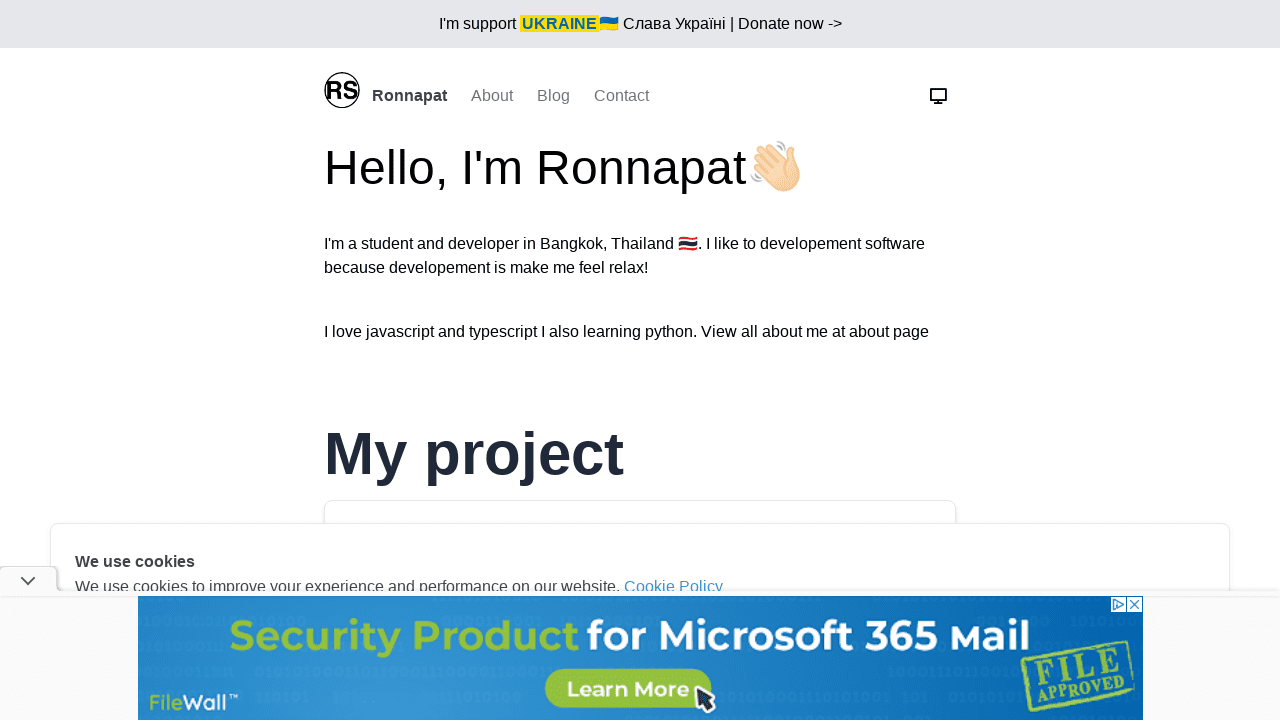 I'm support UKRAINE🇺🇦 Слава Україні | Donate now ->
RS Ronnapat About Blog Contact
Hello, I'm Ronnapat👋🏻
I'm a student and developer in Bangkok, Thailand 🇹🇭. I like to developement software
because developement is make me feel relax!
I love javascript and typescript I also learning python. View all about me at about page
My project
We use cookies
We use cookies to improve your experience and performance on our website. Cookie Policy
Security Product for Microsoft 365 мail
Learn More
FileWall™
FILE
APPROVED